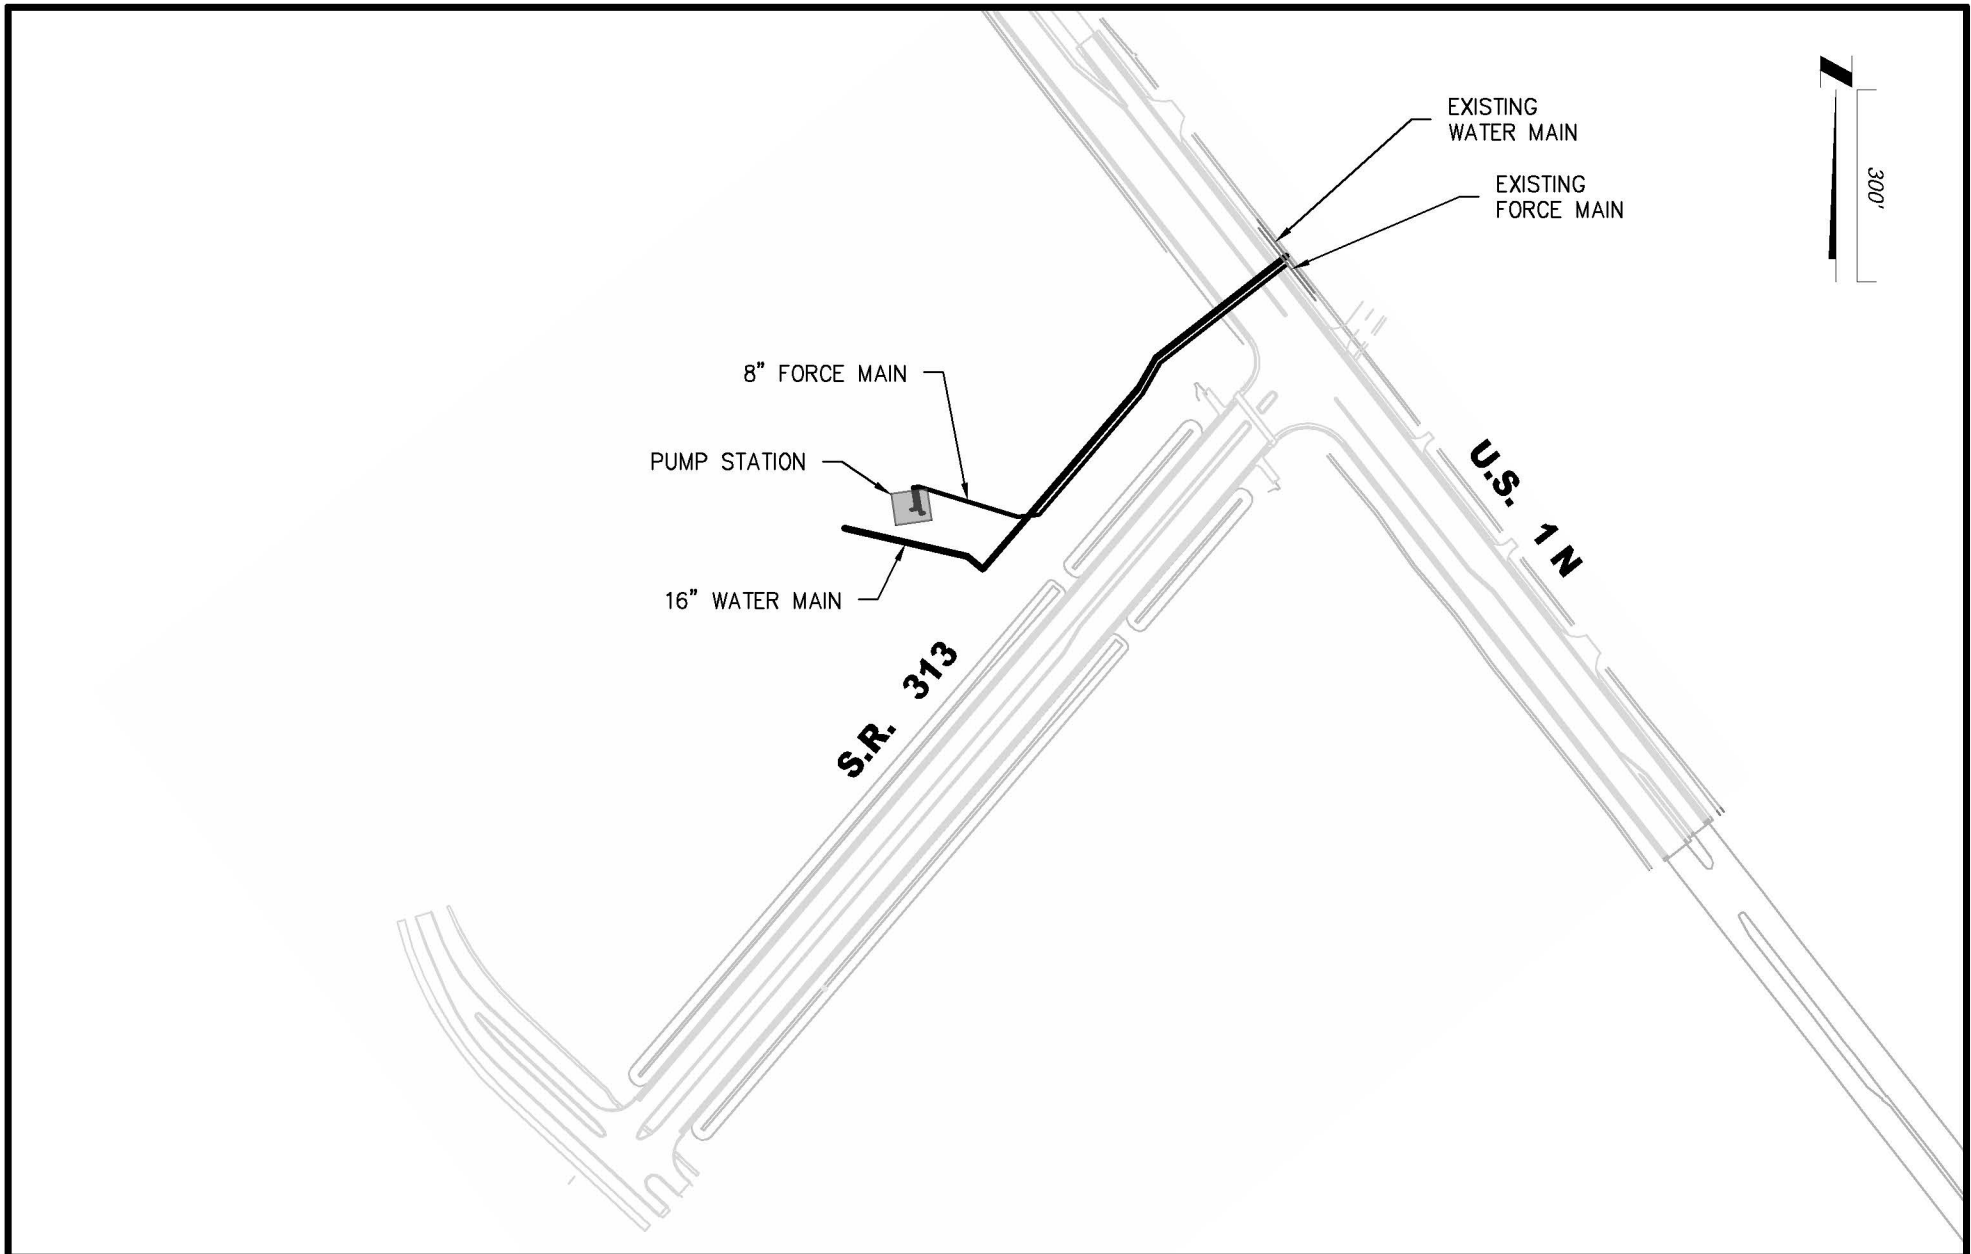 EXISTING
WATER MAIN
EXISTING
FORCE MAIN
N
300'
8" FORCE MAIN
PUMP STATION
16" WATER MAIN
U.S. 1 N
S.R. 313